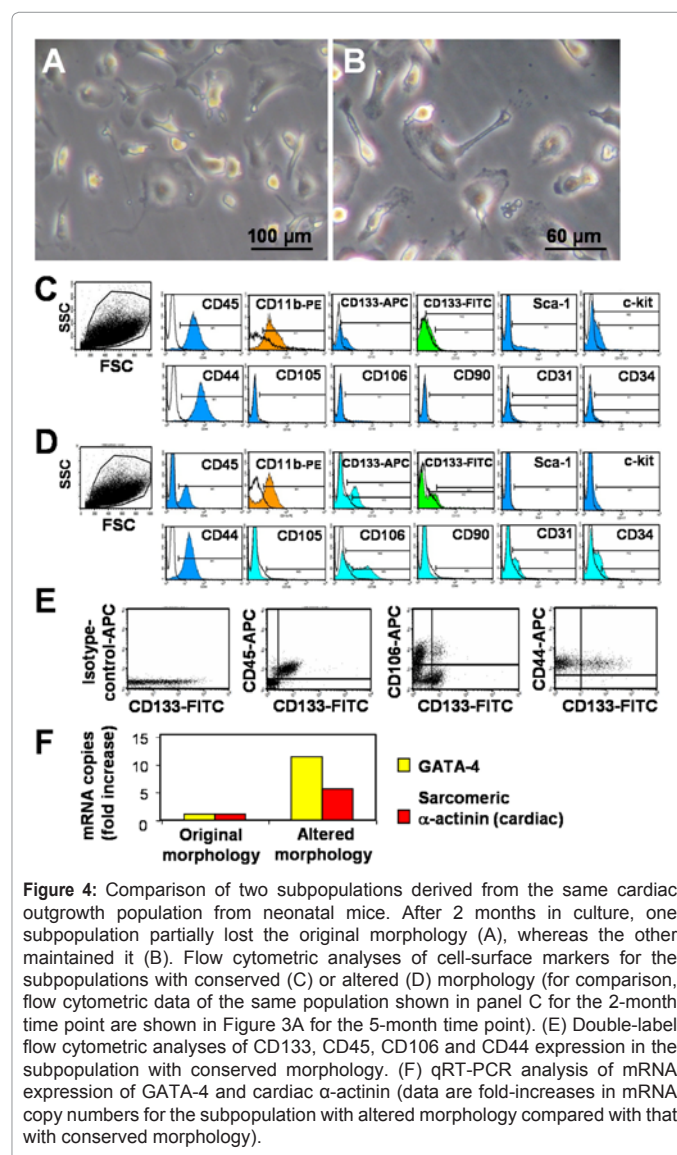 A
B
100 µm
60 µm
C
SSC
FSC
CD45
CD11b-PE
CD133-APC
CD133-FITC
Sca-1
c-kit
CD44
CD105
CD106
CD90
CD31
CD34
D
SSC
FSC
CD45
CD11b-PE
CD133-APC
CD133-FITC
Sca-1
c-kit
CD44
CD105
CD106
CD90
CD31
CD34
E
Isotype-
control-APC
CD133-FITC
CD45-APC
CD133-FITC
CD106-APC
CD133-FITC
CD44-APC
CD133-FITC
F
mRNA copies
(fold increase)
15
10
5
0
Original
morphology
Altered
morphology
GATA-4
Sarcomeric
α-actinin (cardiac)
Figure 4: Comparison of two subpopulations derived from the same cardiac
outgrowth population from neonatal mice. After 2 months in culture, one
subpopulation partially lost the original morphology (A), whereas the other
maintained it (B). Flow cytometric analyses of cell-surface markers for the
subpopulations with conserved (C) or altered (D) morphology (for comparison,
flow cytometric data of the same population shown in panel C for the 2-month
time point are shown in Figure 3A for the 5-month time point). (E) Double-label
flow cytometric analyses of CD133, CD45, CD106 and CD44 expression in the
subpopulation with conserved morphology. (F) qRT-PCR analysis of mRNA
expression of GATA-4 and cardiac α-actinin (data are fold-increases in mRNA
copy numbers for the subpopulation with altered morphology compared with that
with conserved morphology).